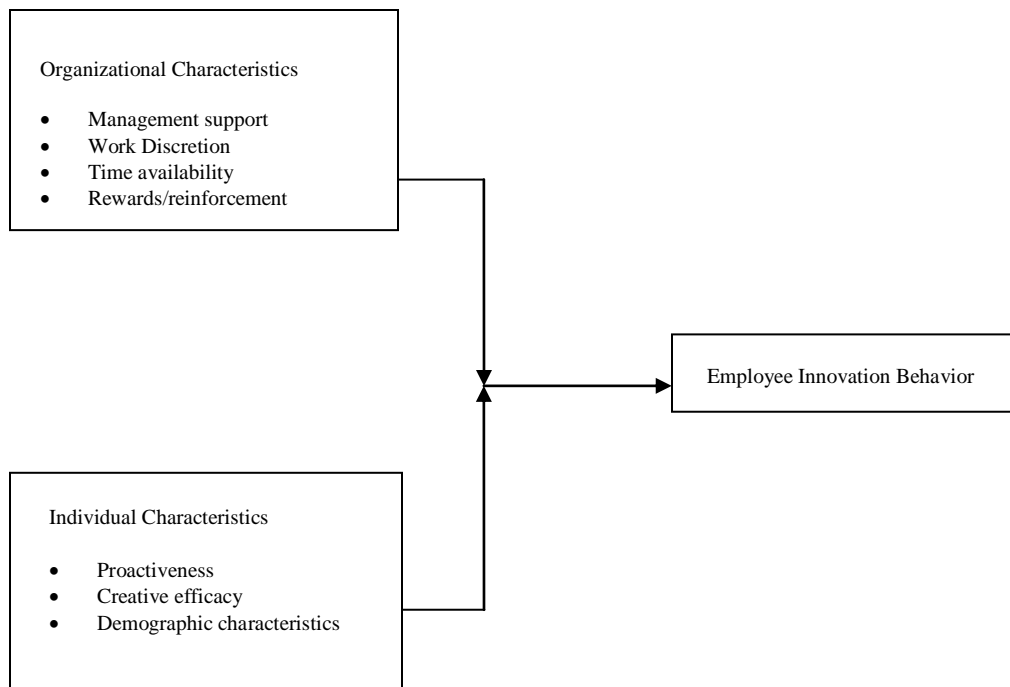 Organizational Characteristics
• Management support
• Work Discretion
• Time availability
• Rewards/reinforcement
Employee Innovation Behavior
Individual Characteristics
• Proactiveness
• Creative efficacy
• Demographic characteristics